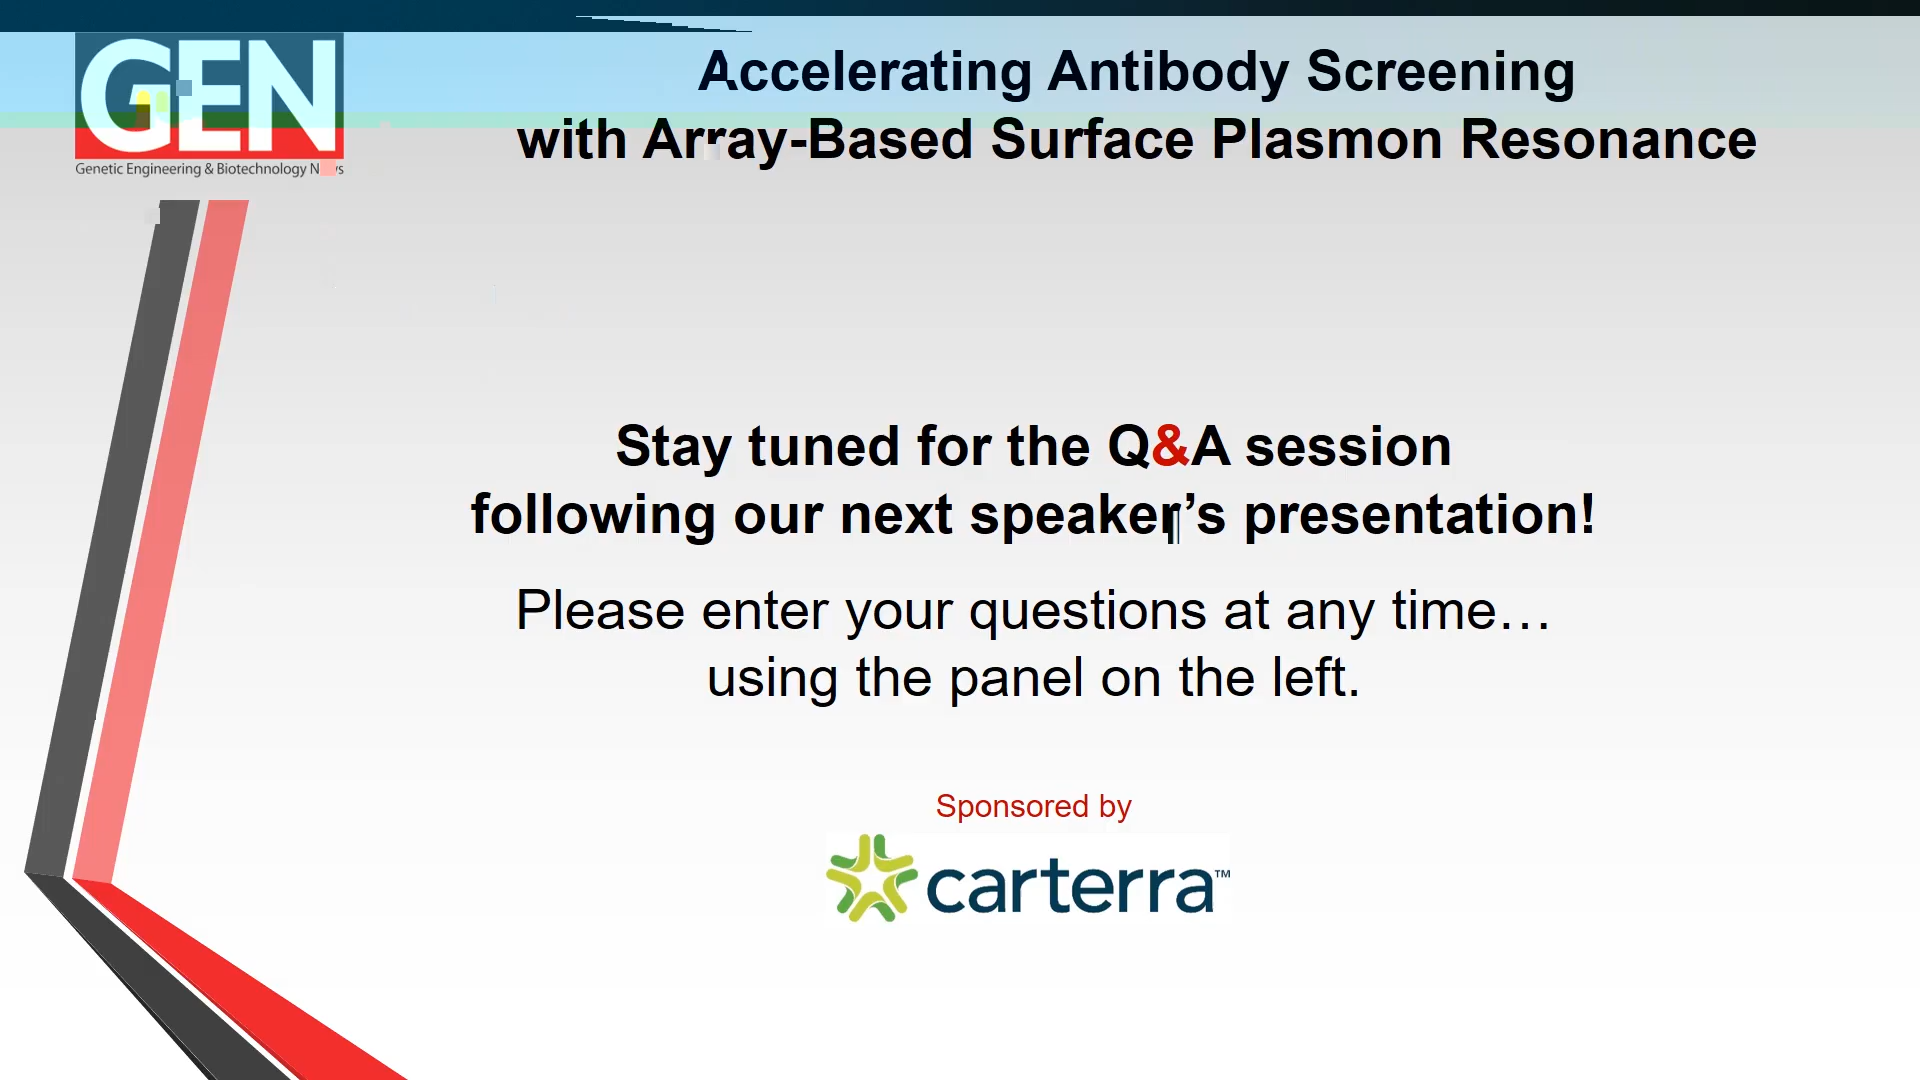 GEN
Genetic Engineering & Biotechnology
Accelerating Antibody Screening
with Array-Based Surface Plasmon Resonance
Stay tuned for the Q&A session
following our next speaker’s presentation!
Please enter your questions at any time…
using the panel on the left.
Sponsored by
carterra™